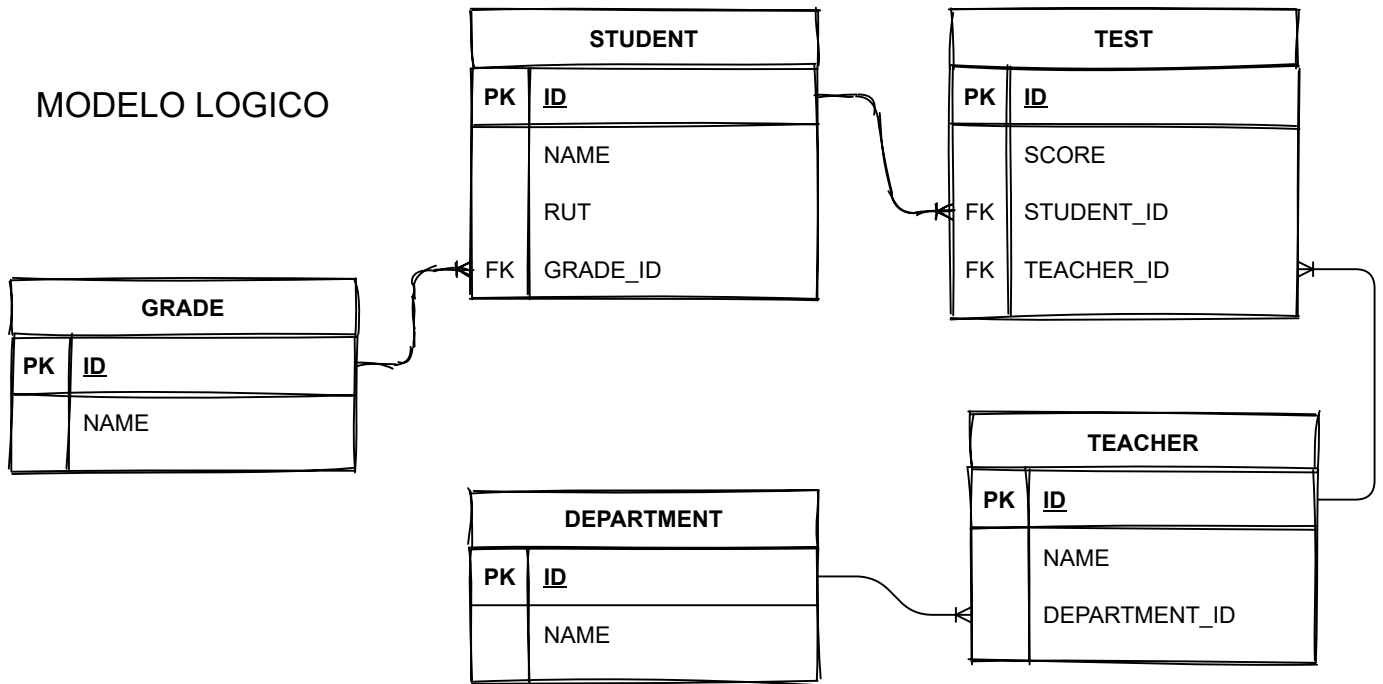 MODELO LOGICO
STUDENT
PK ID
NAME
RUT
FK GRADE_ID
TEST
PK ID
SCORE
FK STUDENT_ID
FK TEACHER_ID
GRADE
PK ID
NAME
DEPARTMENT
PK ID
NAME
TEACHER
PK ID
NAME
DEPARTMENT_ID